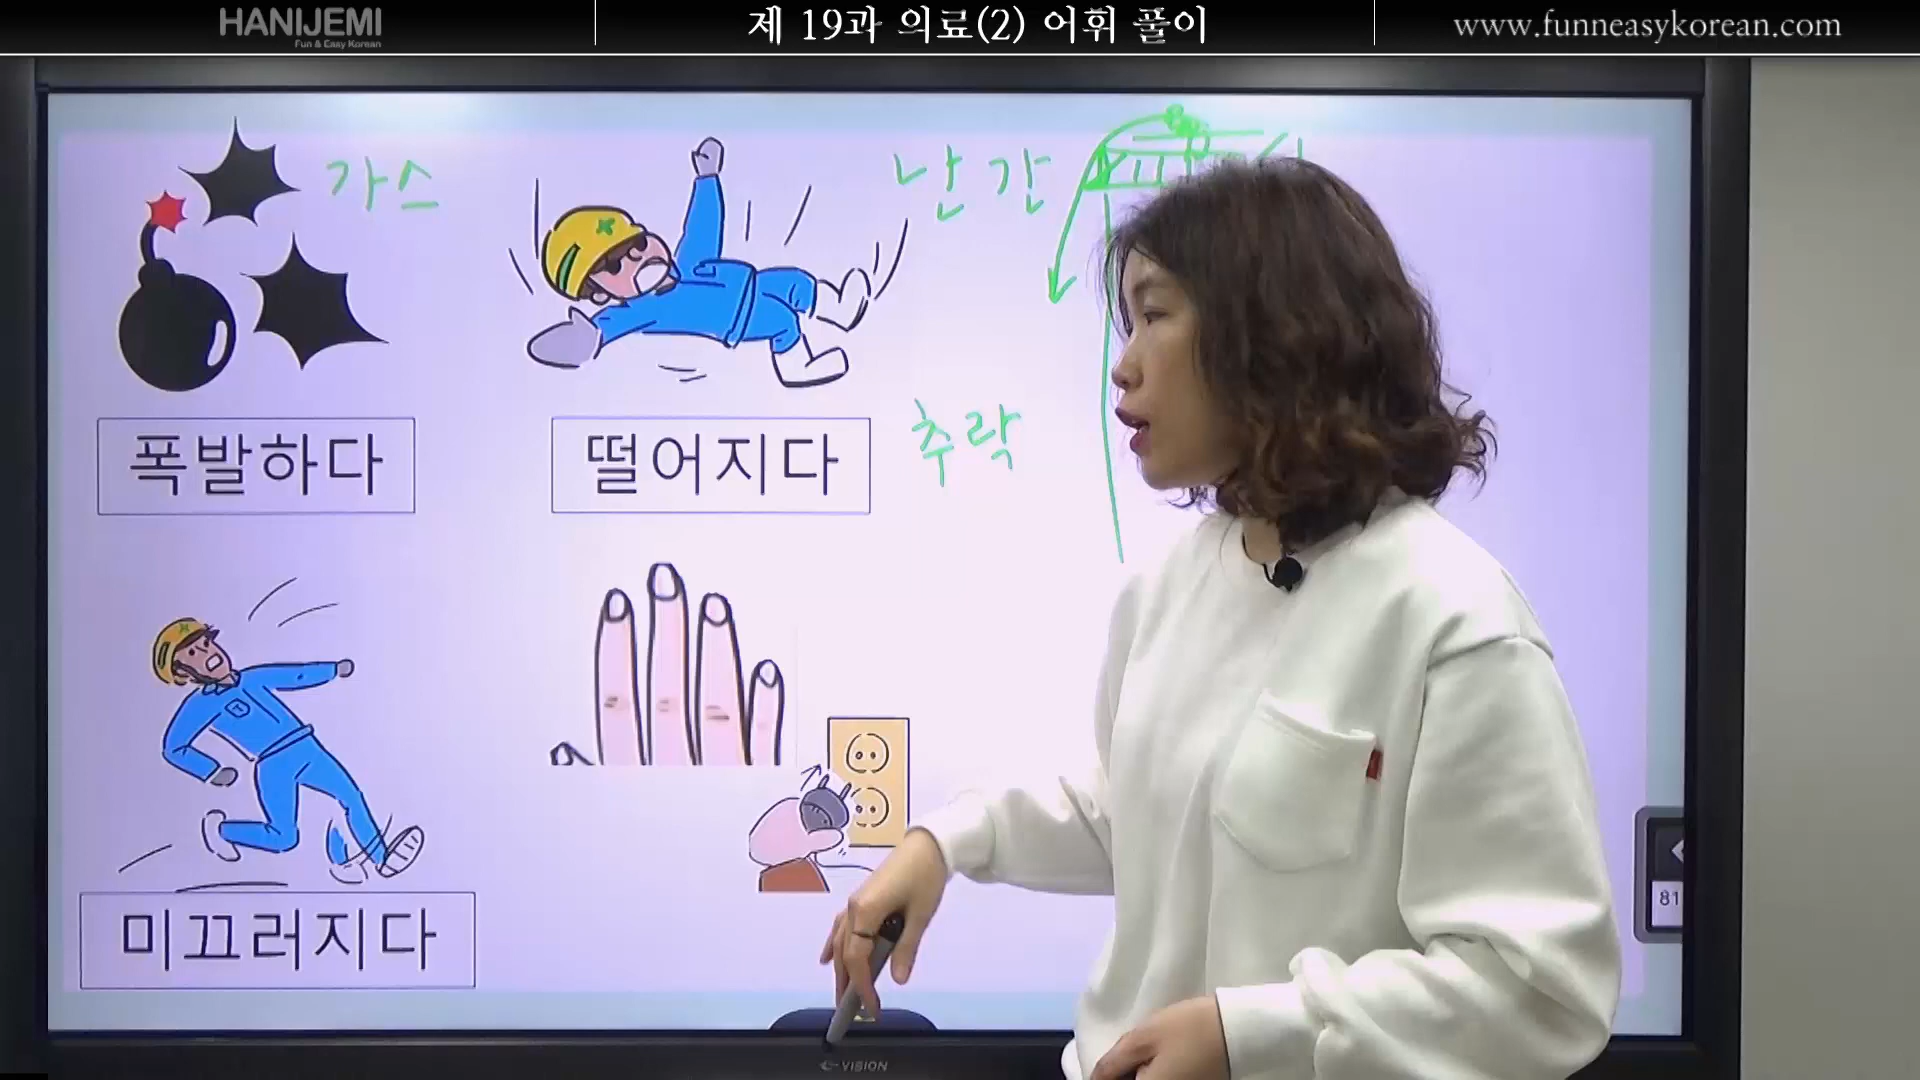 HANIJEMI
Fun & Easy Korean
제 19과 의료(2) 어휘 풀이
www.funneasykorean.com
가스
난간
폭발하다
떨어지다
추락
미끄러지다
81
VISION